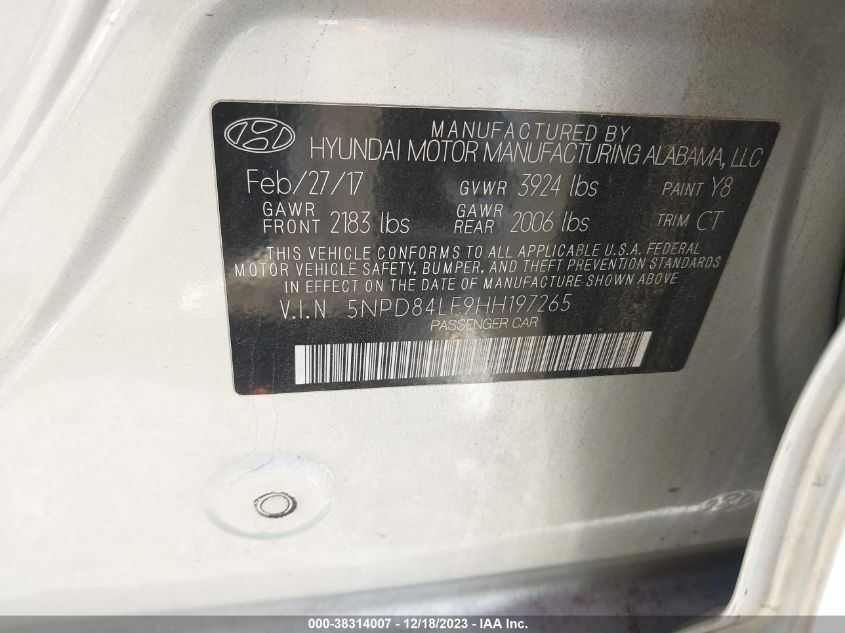 MANUFACTURED BY
HYUNDAI MOTOR MANUFACTURING ALABAMA, LLC
Feb/27/17 GVWR 3924 lbs PAINT Y8
GAWR FRONT 2183 lbs GAWR REAR 2006 lbs TRIM CT
THIS VEHICLE CONFORMS TO ALL APPLICABLE U.S.A. FEDERAL
MOTOR VEHICLE SAFETY, BUMPER, AND THEFT PREVENTION STANDARDS
IN EFFECT ON THE DATE OF MANUFACTURE SHOWN ABOVE
V.I.N 5NPD84LF9HH197265
PASSENGER CAR
000-38314007 - 12/18/2023 - IAA Inc.